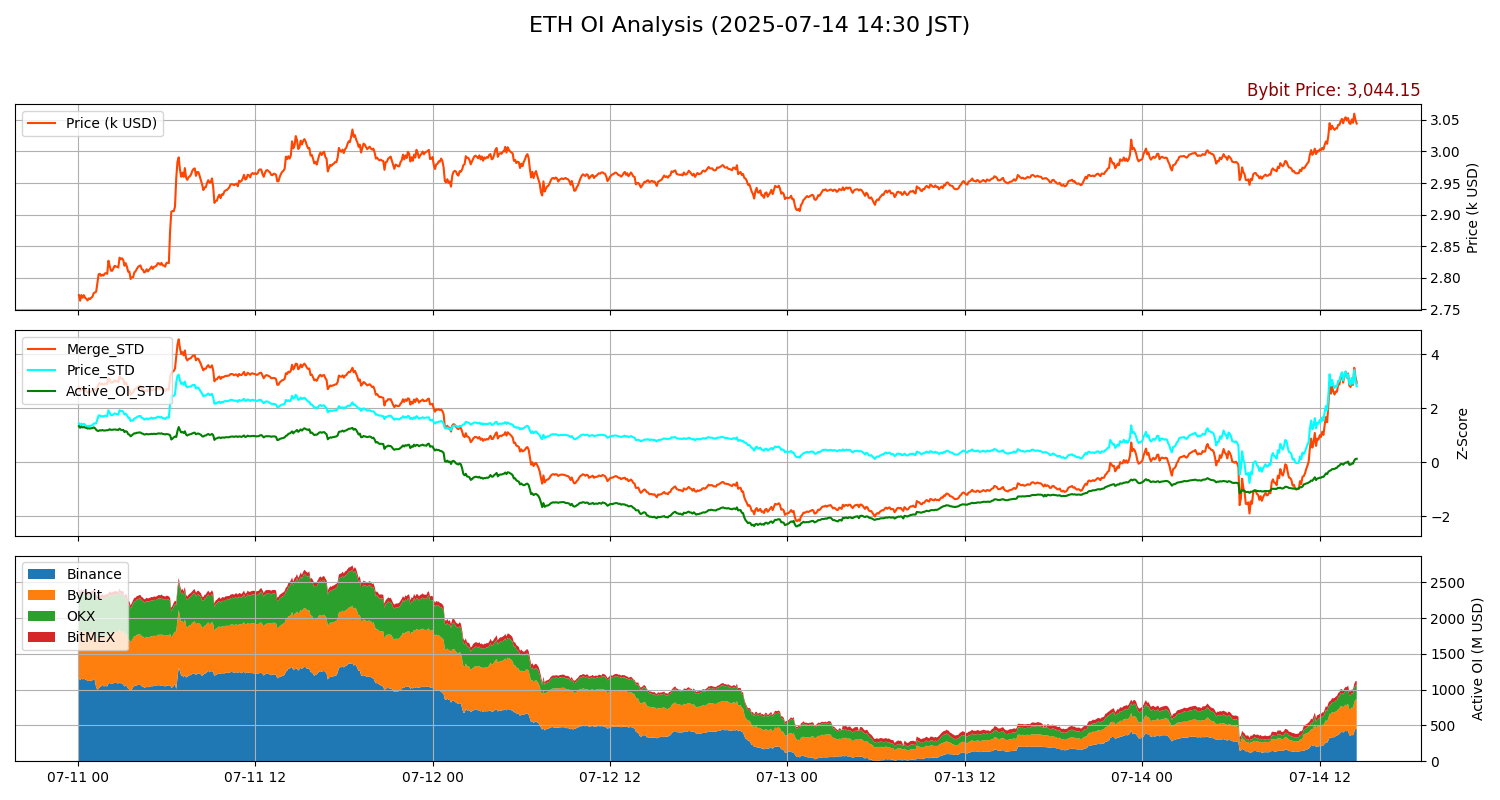 ETH OI Analysis (2025-07-14 14:30 JST)
Bybit Price: 3,044.15
Price (k USD)
3.05
3.00
2.95
2.90
2.85
2.80
2.75
Price (k USD)
Merge_STD
Price_STD
Active_OI_STD
4
2
0
−2
Z-Score
Binance
Bybit
OKX
BitMEX
2500
2000
1500
1000
500
0
Active OI (M USD)
07-11 00
07-11 12
07-12 00
07-12 12
07-13 00
07-13 12
07-14 00
07-14 12